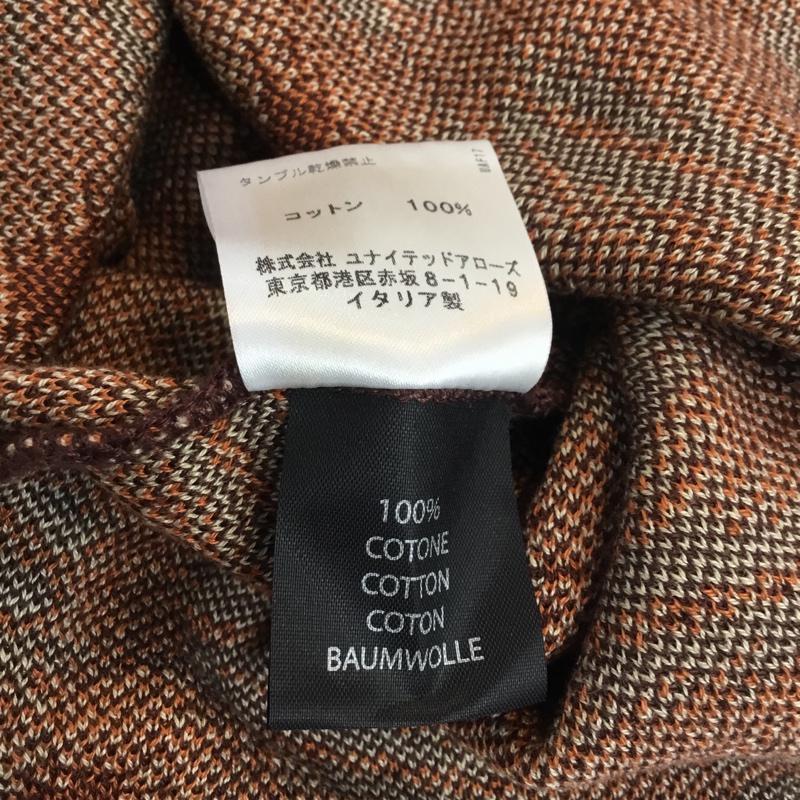 タンブル乾燥禁止
コットン 100%
株式会社 ユナイテッドアローズ
東京都港区赤坂8-1-19
イタリア製
100%
COTONE
COTTON
COTON
BAUMWOLLE